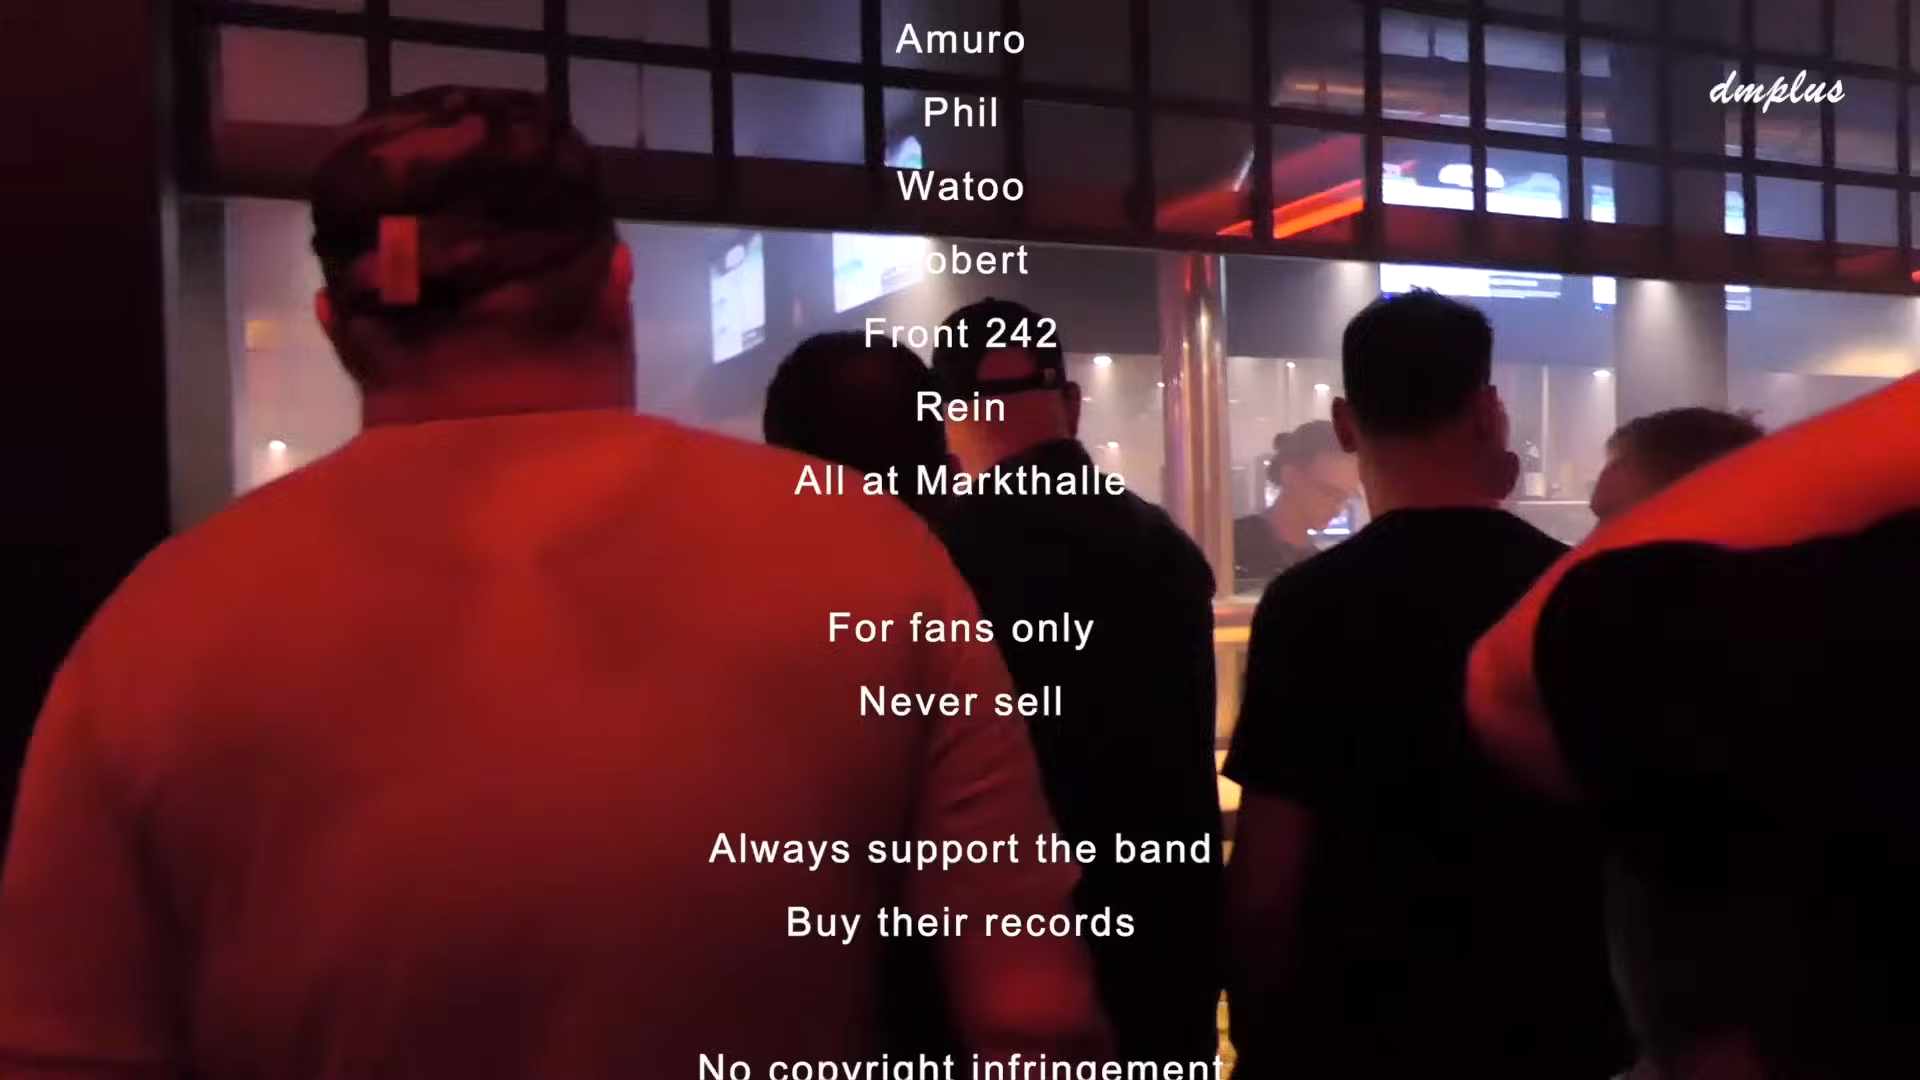 Amuro
dmplus
Phil
Watoo
obert
Front 242
Rein
All at Markthalle
For fans only
Never sell
Always support the band
Buy their records
No copyright infringement